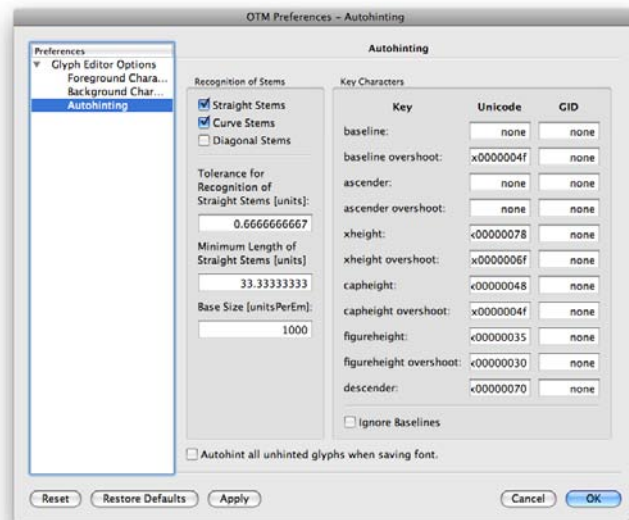 OTM Preferences – Autohinting
Preferences
Glyph Editor Options
Foreground Chara...
Background Char...
Autohinting
Autohinting
Recognition of Stems
Straight Stems
Curve Stems
Diagonal Stems
Tolerance for
Recognition of
Straight Stems [units]:
0.6666666667
Minimum Length of
Straight Stems [units]
33.33333333
Base Size [unitsPerEm]:
1000
Key Characters
Key Unicode GID
baseline: none none
baseline overshoot: x0000004f none
ascender: none none
ascender overshoot: none none
xheight: x00000078 none
xheight overshoot: x0000006f none
capheight: x00000048 none
capheight overshoot: x0000004f none
figureheight: x00000035 none
figureheight overshoot: x00000030 none
descender: x00000070 none
Ignore Baselines
Autohint all unhinted glyphs when saving font.
Reset Restore Defaults Apply Cancel OK